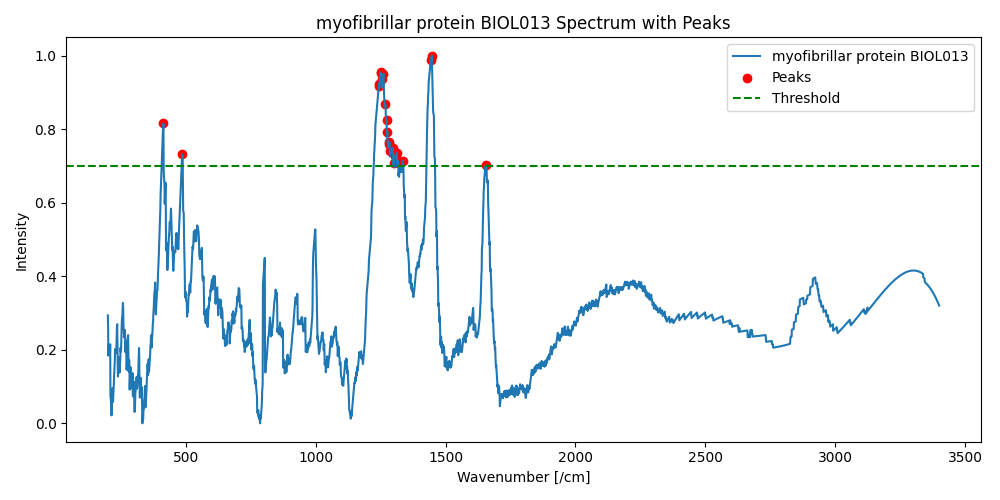 myofibrillar protein BIOL013 Spectrum with Peaks
myofibrillar protein BIOL013
Peaks
Threshold
Intensity
1.0
0.8
0.6
0.4
0.2
0.0
500 1000 1500 2000 2500 3000 3500
Wavenumber [/cm]